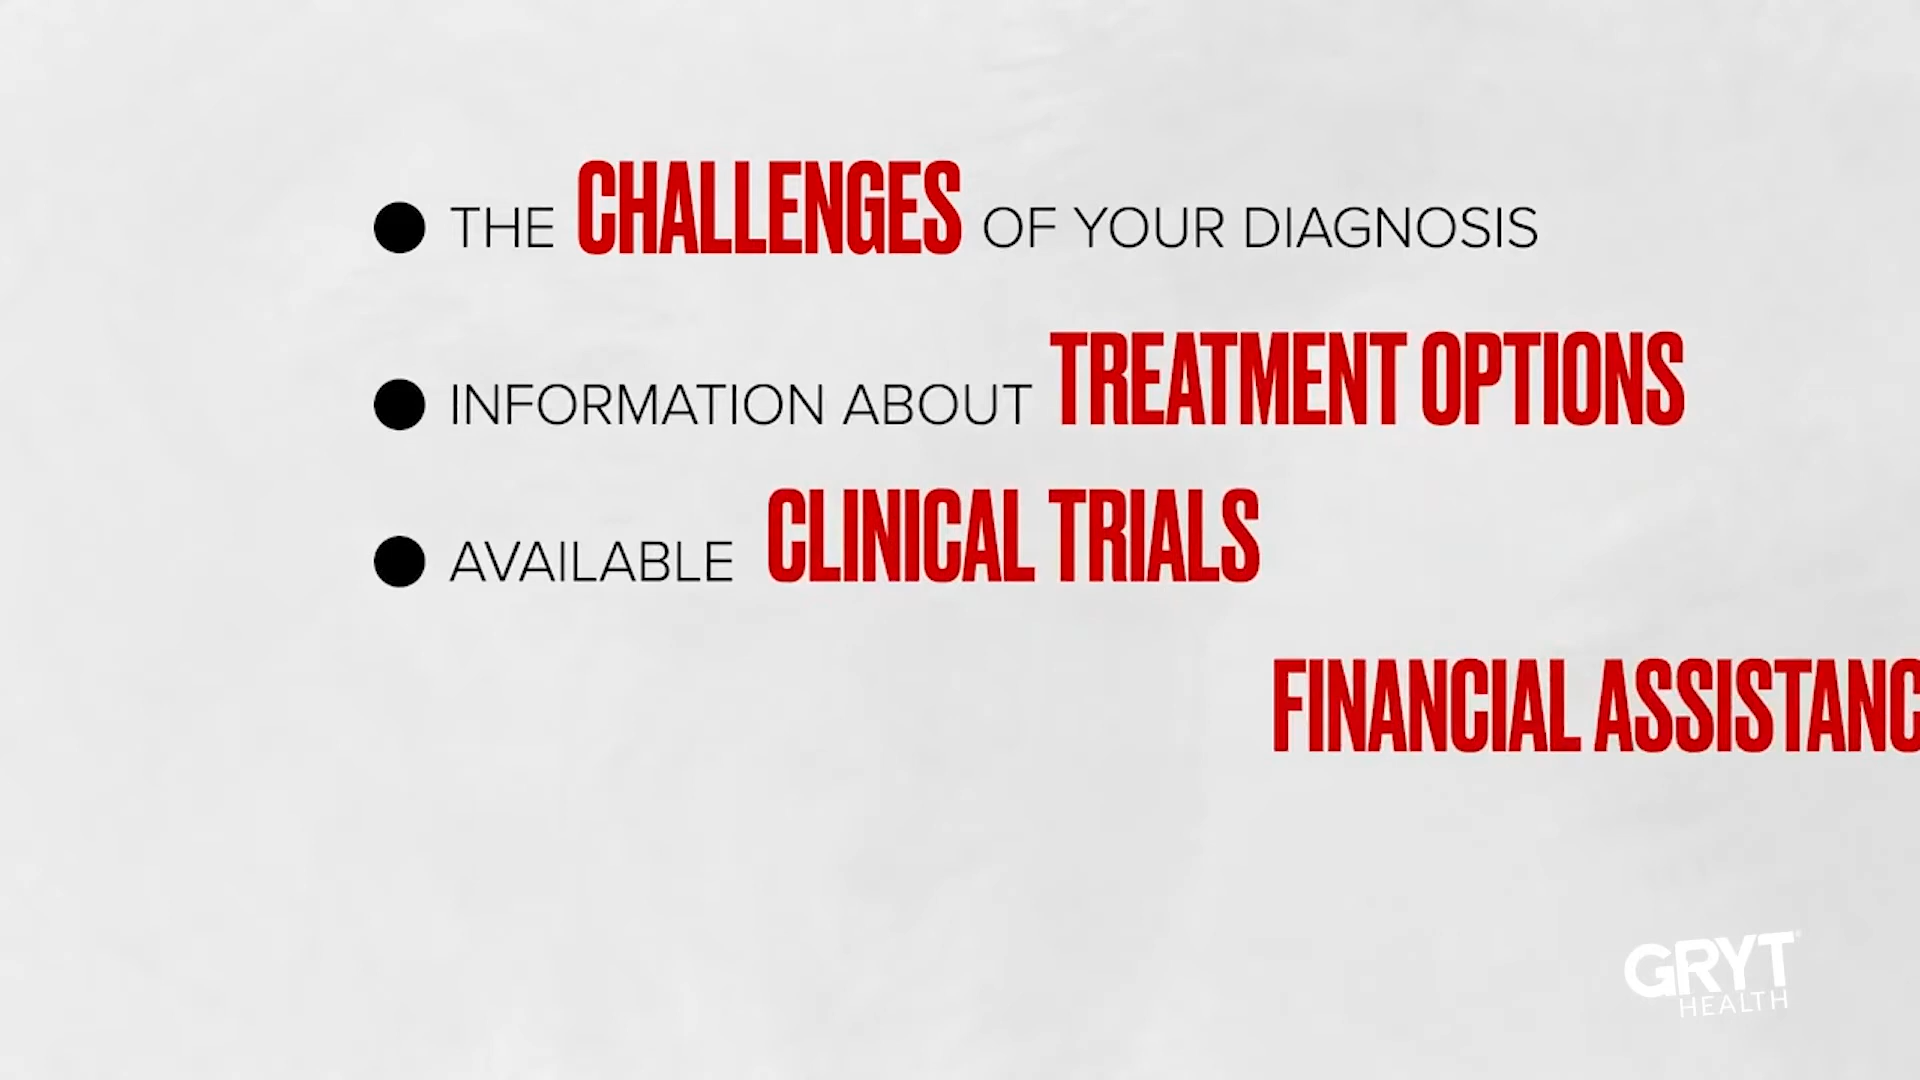 THE CHALLENGES OF YOUR DIAGNOSIS
INFORMATION ABOUT TREATMENT OPTIONS
AVAILABLE CLINICAL TRIALS
FINANCIAL ASSISTANC
GRYT
HEALTH